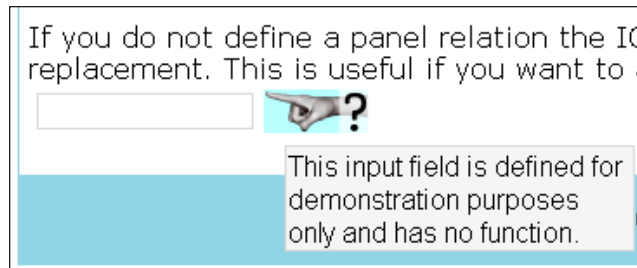 If you do not define a panel relation the
replacement. This is useful if you want to
?
This input field is defined for
demonstration purposes
only and has no function.